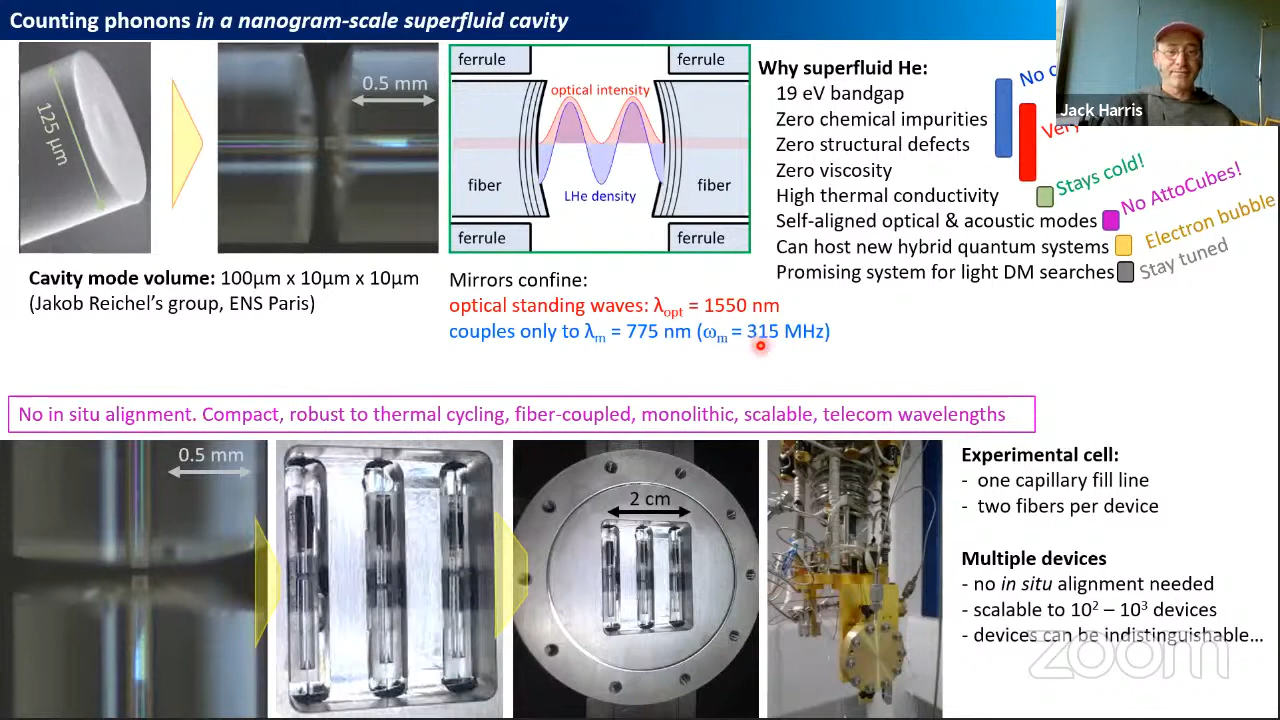 Counting phonons in a nanogram-scale superfluid cavity
125 µm
0.5 mm
ferrule
ferrule
optical intensity
fiber
fiber
LHe density
ferrule
ferrule
Why superfluid He:
19 eV bandgap
Zero chemical impurities
Zero structural defects
Zero viscosity
High thermal conductivity
Self-aligned optical & acoustic modes
Can host new hybrid quantum systems
Promising system for light DM searches
No
Very
Stays cold!
No AttoCubes!
Electron bubble
Stay tuned
Jack Harris
Cavity mode volume: 100µm x 10µm x 10µm
(Jakob Reichel's group, ENS Paris)
Mirrors confine:
optical standing waves: λopt = 1550 nm
couples only to λm = 775 nm (ωm = 315 MHz)
No in situ alignment. Compact, robust to thermal cycling, fiber-coupled, monolithic, scalable, telecom wavelengths
0.5 mm
2 cm
Experimental cell:
- one capillary fill line
- two fibers per device
Multiple devices
- no in situ alignment needed
- scalable to 10² – 10³ devices
- devices can be indistinguishable...
zoom